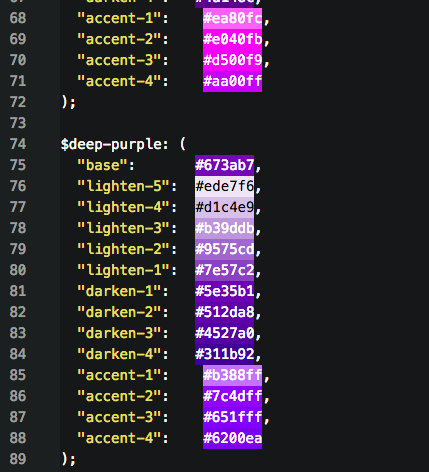 68 "accent-1": #ea80fc,
69 "accent-2": #e040fb,
70 "accent-3": #d500f9,
71 "accent-4": #aa00ff
72 );
73
74 $deep-purple: (
75 "base": #673ab7,
76 "lighten-5": #ede7f6,
77 "lighten-4": #d1c4e9,
78 "lighten-3": #b39ddb,
79 "lighten-2": #9575cd,
80 "lighten-1": #7e57c2,
81 "darken-1": #5e35b1,
82 "darken-2": #512da8,
83 "darken-3": #4527a0,
84 "darken-4": #311b92,
85 "accent-1": #b388ff,
86 "accent-2": #7c4dff,
87 "accent-3": #651fff,
88 "accent-4": #6200ea
89 );